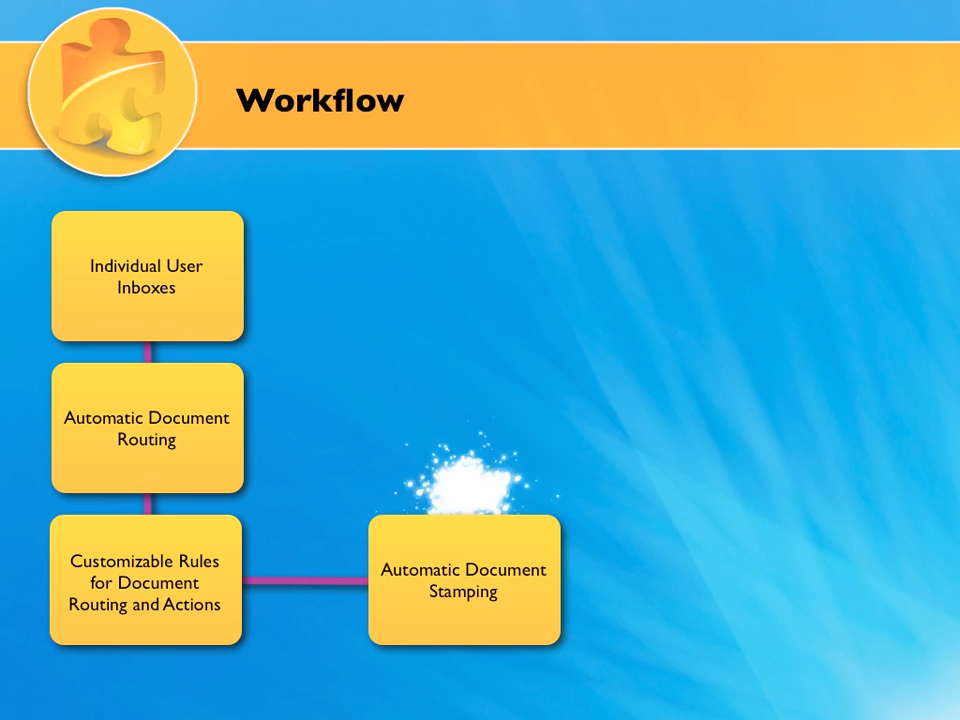 Workflow
Individual User
Inboxes
Automatic Document
Routing
Customizable Rules
for Document
Routing and Actions
Automatic Document
Stamping